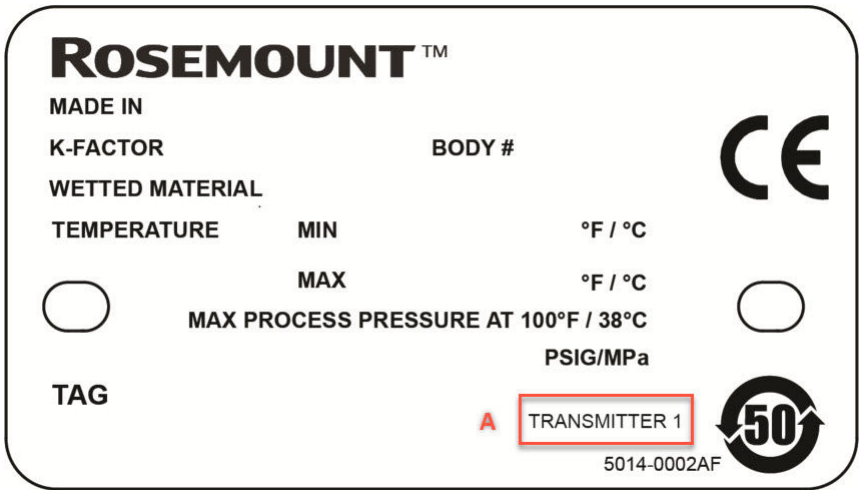 ROSEMOUNT™
MADE IN
K-FACTOR BODY #
WETTED MATERIAL
TEMPERATURE MIN °F / °C
MAX °F / °C
MAX PROCESS PRESSURE AT 100°F / 38°C
PSIG/MPa
TAG
A TRANSMITTER 1
50
5014-0002AF
CE